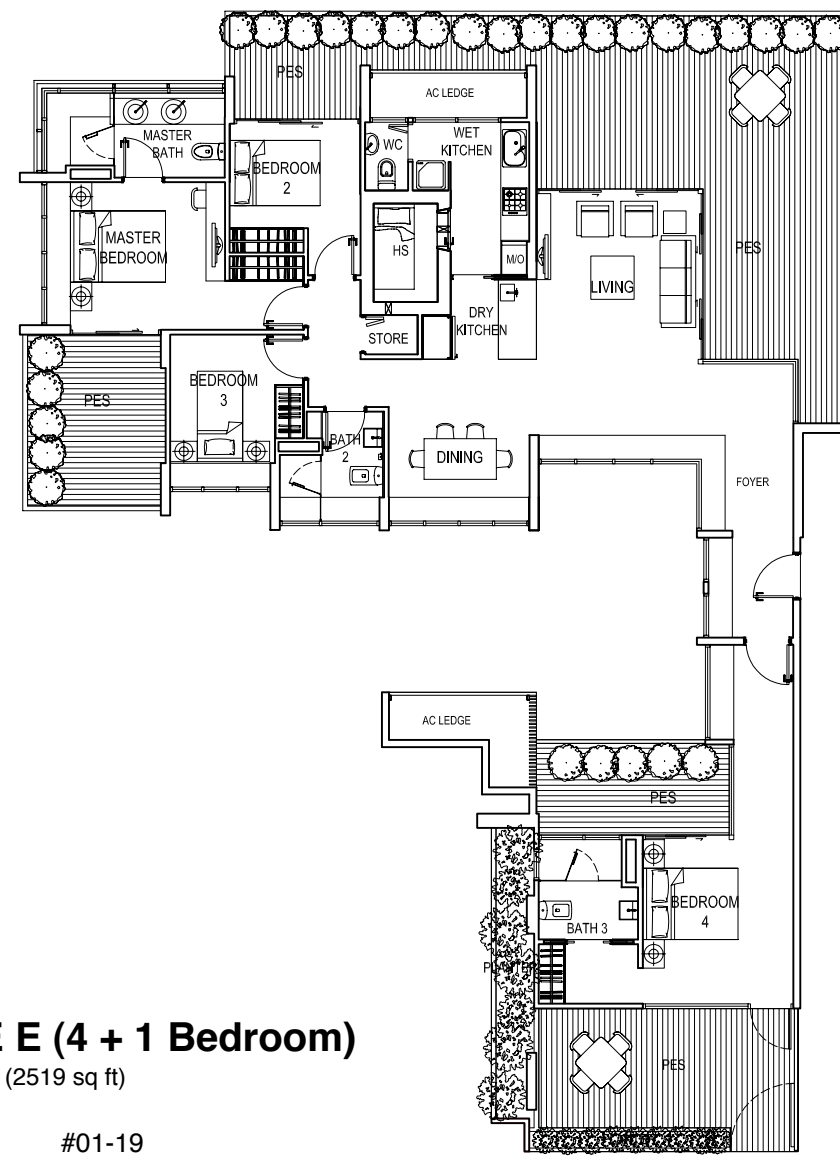 PES
AC LEDGE
MASTER
BATH
WC
WET
KITCHEN
BEDROOM
2
MASTER
BEDROOM
HS
M/O
LIVING
PES
DRY
KITCHEN
STORE
BEDROOM
3
PES
BATH
2
DINING
FOYER
AC LEDGE
PES
BEDROOM
4
BATH 3
PES
E (4 + 1 Bedroom)
(2519 sq ft)
#01-19